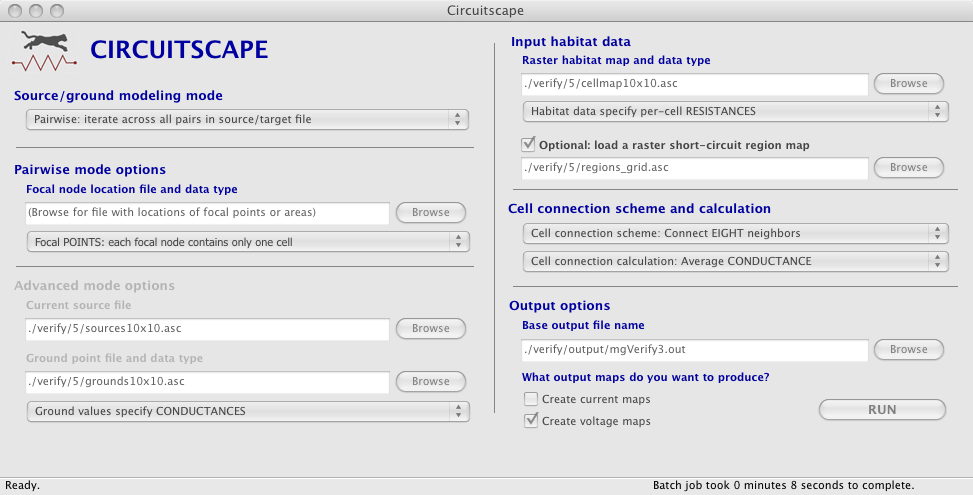 Circuitscape
CIRCUITSCAPE
Source/ground modeling mode
Pairwise: iterate across all pairs in source/target file
Pairwise mode options
Focal node location file and data type
(Browse for file with locations of focal points or areas)
Browse
Focal POINTS: each focal node contains only one cell
Advanced mode options
Current source file
./verify/5/sources10x10.asc
Browse
Ground point file and data type
./verify/5/grounds10x10.asc
Browse
Ground values specify CONDUCTANCES
Input habitat data
Raster habitat map and data type
./verify/5/cellmap10x10.asc
Browse
Habitat data specify per-cell RESISTANCES
Optional: load a raster short-circuit region map
./verify/5/regions_grid.asc
Browse
Cell connection scheme and calculation
Cell connection scheme: Connect EIGHT neighbors
Cell connection calculation: Average CONDUCTANCE
Output options
Base output file name
./verify/output/mgVerify3.out
Browse
What output maps do you want to produce?
Create current maps
Create voltage maps
RUN
Ready.
Batch job took 0 minutes 8 seconds to complete.